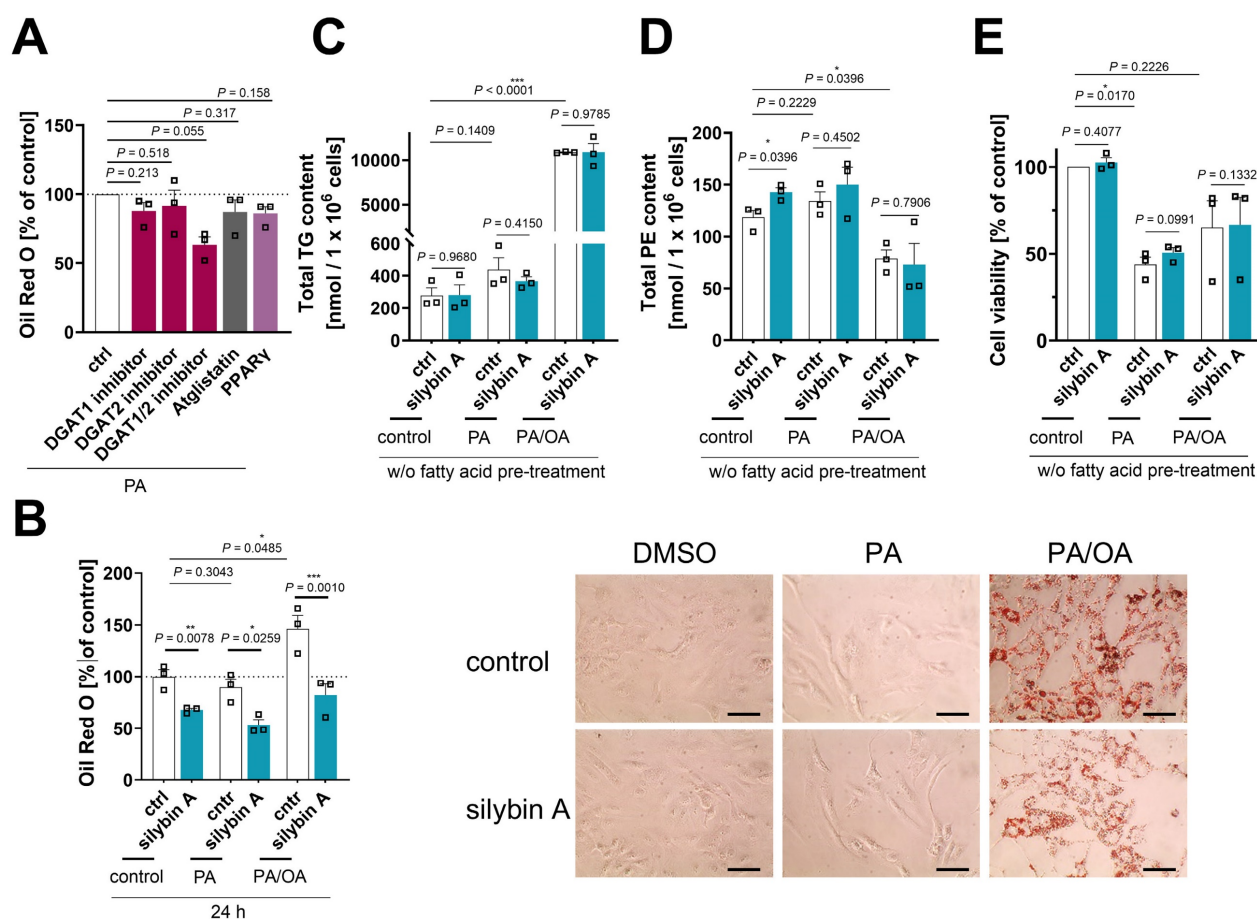 A
P = 0.158
P = 0.317
P = 0.055
P = 0.518
P = 0.213
150
100
50
0
Oil Red O [% of control]
ctrl
DGAT1 inhibitor
DGAT2 inhibitor
DGAT1/2 inhibitor
Atglistatin
PPARγ
PA
C
***
P < 0.0001
P = 0.1409
P = 0.9785
P = 0.4150
P = 0.9680
10000
5000
600
400
200
0
Total TG content
[nmol / 1 x 10⁶ cells]
ctrl
silybin A
cntr
silybin A
cntr
silybin A
control
PA
PA/OA
w/o fatty acid pre-treatment
D
*
P = 0.0396
P = 0.2229
*
P = 0.0396
P = 0.4502
P = 0.7906
200
150
100
50
0
Total PE content
[nmol / 1 x 10⁶ cells]
ctrl
silybin A
cntr
silybin A
cntr
silybin A
control
PA
PA/OA
w/o fatty acid pre-treatment
E
P = 0.2226
*
P = 0.0170
P = 0.4077
P = 0.0991
P = 0.1332
100
50
0
Cell viability [% of control]
ctrl
silybin A
ctrl
silybin A
ctrl
silybin A
control
PA
PA/OA
w/o fatty acid pre-treatment
B
*
P = 0.0485
P = 0.3043
***
P = 0.0010
**
P = 0.0078
*
P = 0.0259
200
150
100
50
0
Oil Red O [% of control]
ctrl
silybin A
cntr
silybin A
cntr
silybin A
control
PA
PA/OA
24 h
DMSO
PA
PA/OA
control
silybin A